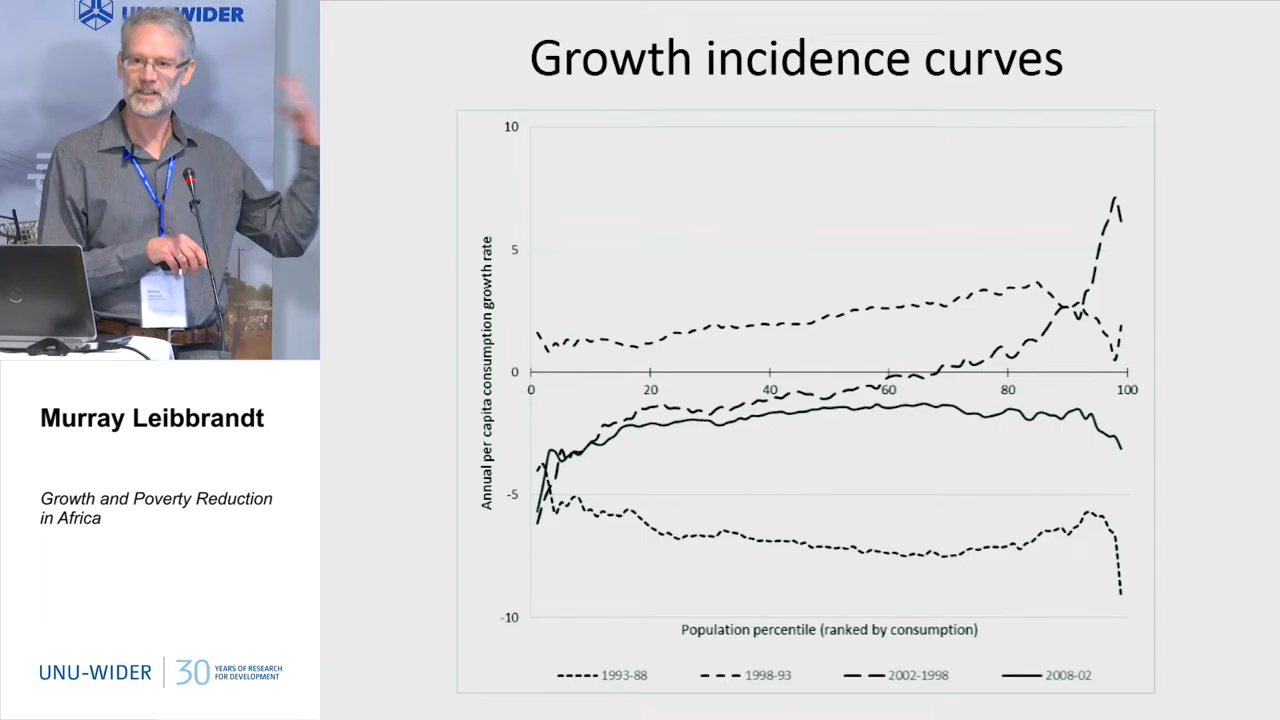 UNU-WIDER
Growth incidence curves
10
5
0
-5
-10
0
20
40
60
80
100
Annual per capita consumption growth rate
Population percentile (ranked by consumption)
1993-88
1998-93
2002-1998
2008-02
Murray Leibbrandt
Growth and Poverty Reduction
in Africa
UNU-WIDER
30 YEARS OF RESEARCH
FOR DEVELOPMENT